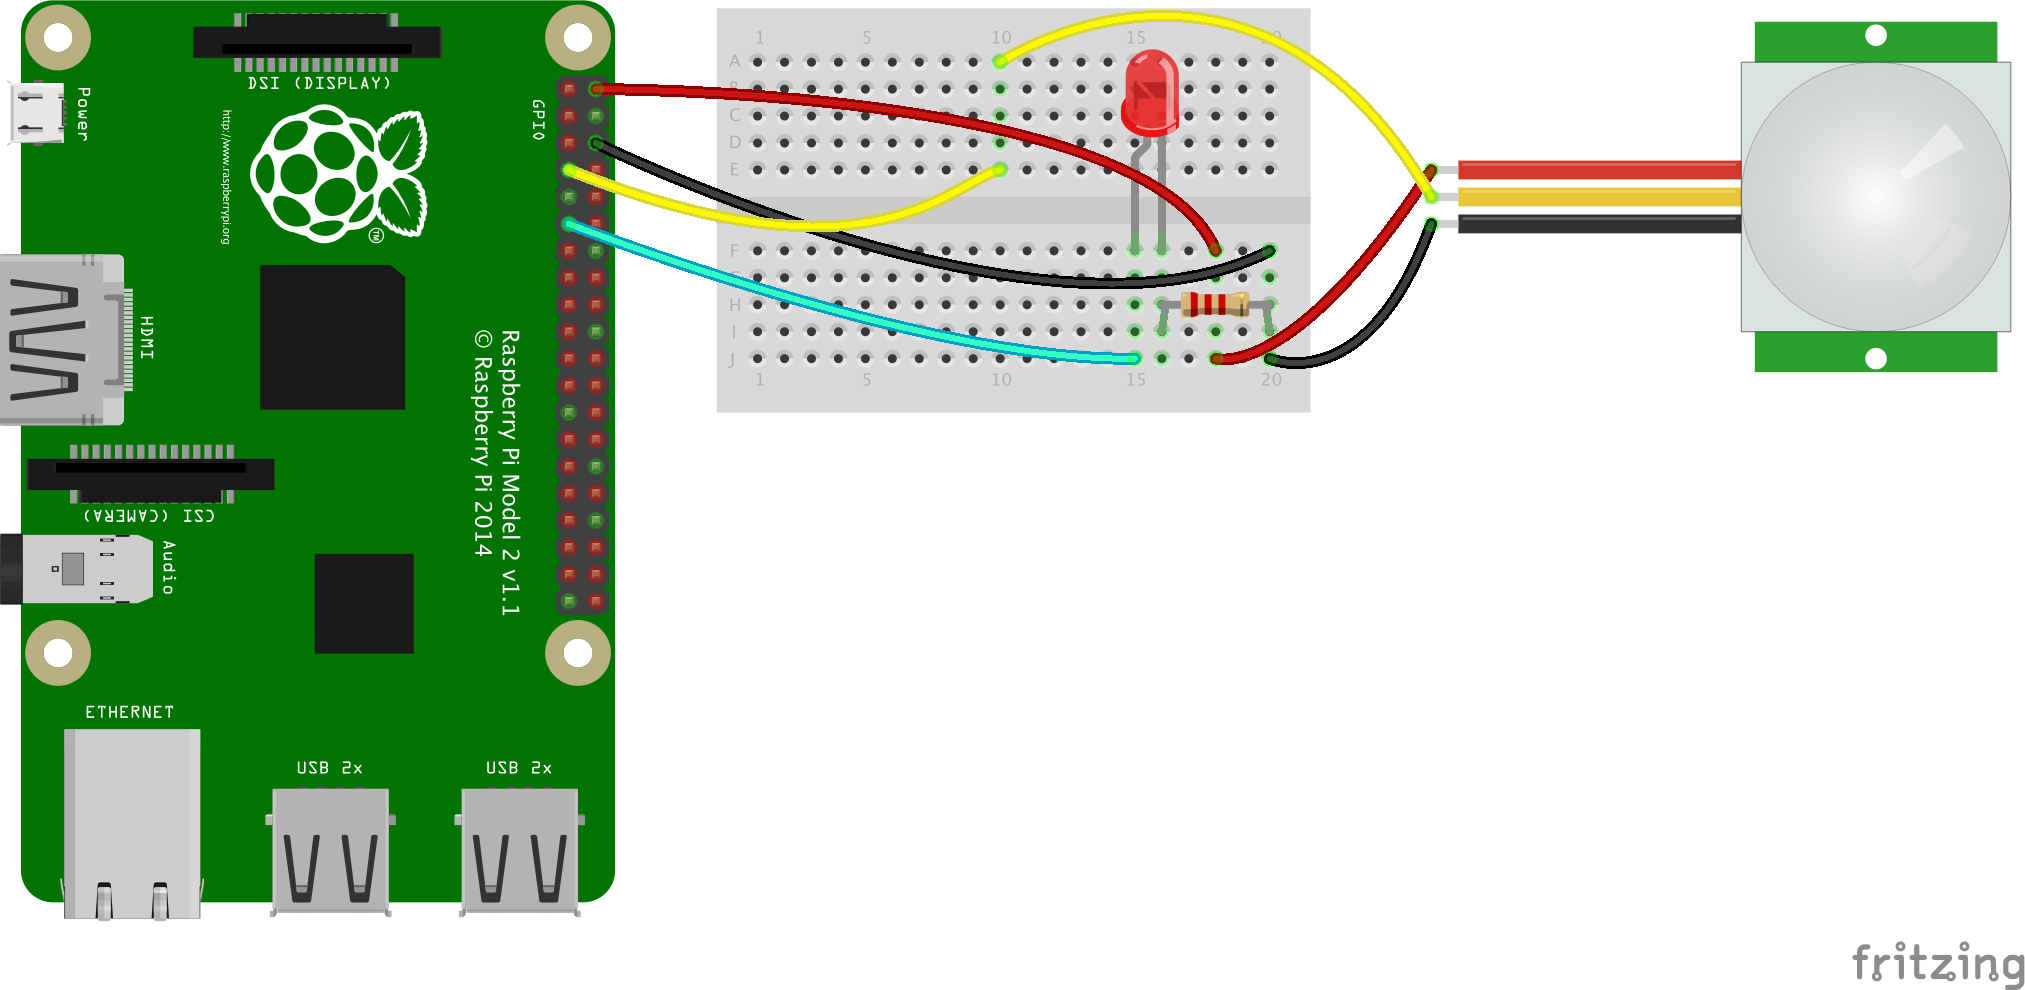 DSI (DISPLAY)
Power
http://www.raspberrypi.org
TM
GPIO
HDMI
Raspberry Pi Model 2 v1.1
© Raspberry Pi 2014
CSI (CAMERA)
Audio
ETHERNET
USB 2x
USB 2x
1 5 10 15 20
A
B
C
D
E
F
G
H
I
J
1 5 10 15 20
fritzing